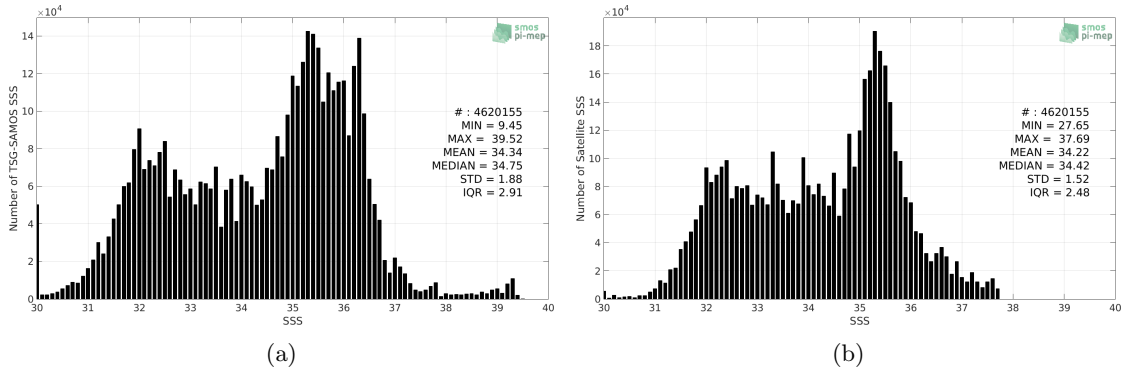 ×10⁴
Number of TSG-SAMOS SSS
14
12
10
8
6
4
2
0
30 31 32 33 34 35 36 37 38 39 40
SSS
smos
pi-mep
# : 4620155
MIN = 9.45
MAX = 39.52
MEAN = 34.34
MEDIAN = 34.75
STD = 1.88
IQR = 2.91
(a)
×10⁴
Number of Satellite SSS
18
16
14
12
10
8
6
4
2
0
30 31 32 33 34 35 36 37 38 39 40
SSS
smos
pi-mep
# : 4620155
MIN = 27.65
MAX = 37.69
MEAN = 34.22
MEDIAN = 34.42
STD = 1.52
IQR = 2.48
(b)